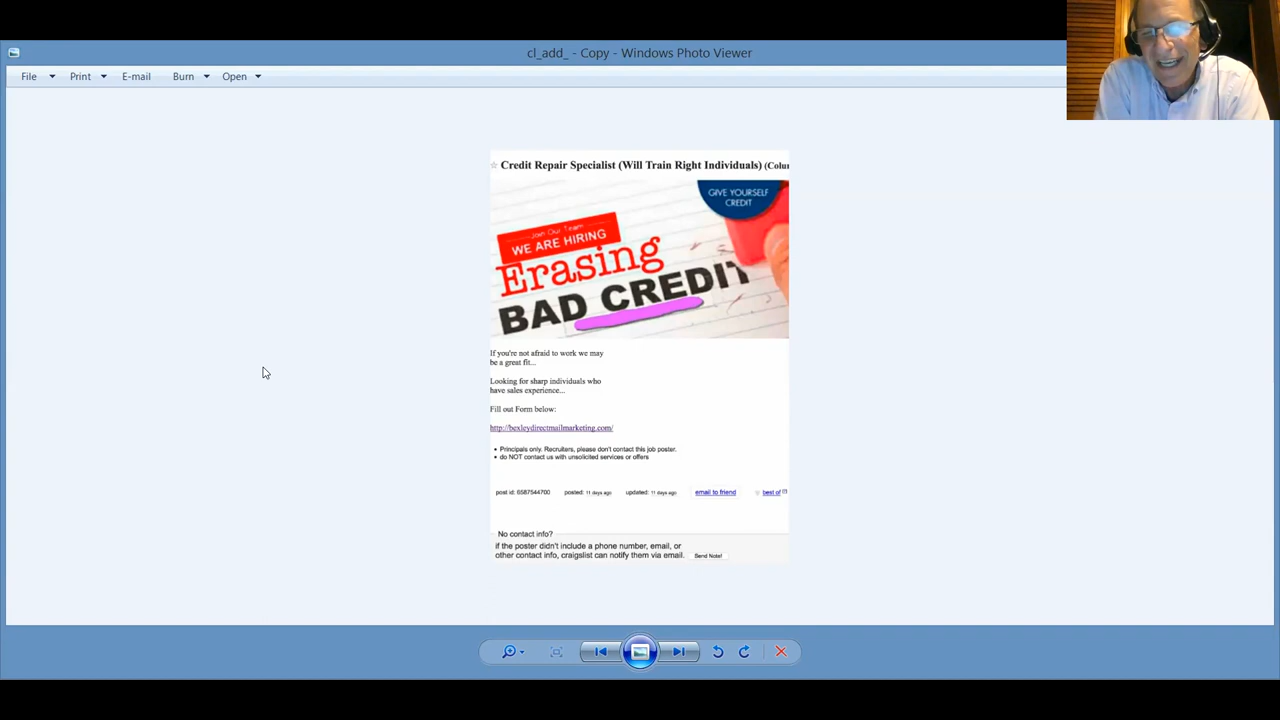 cl_add_ - Copy - Windows Photo Viewer
File Print E-mail Burn Open
☆ Credit Repair Specialist (Will Train Right Individuals) (Colu
GIVE YOURSELF
CREDIT
Join Our Team
WE ARE HIRING
Erasing
BAD CREDIT
If you're not afraid to work we may
be a great fit...
Looking for sharp individuals who
have sales experience...
Fill out Form below:
http://bexleydirectmailmarketing.com/
• Principals only. Recruiters, please don't contact this job poster.
• do NOT contact us with unsolicited services or offers
post id: 6587544700 posted: 11 days ago updated: 11 days ago email to friend ♡ best of [?]
No contact info?
if the poster didn't include a phone number, email, or
other contact info, craigslist can notify them via email. Send Note!